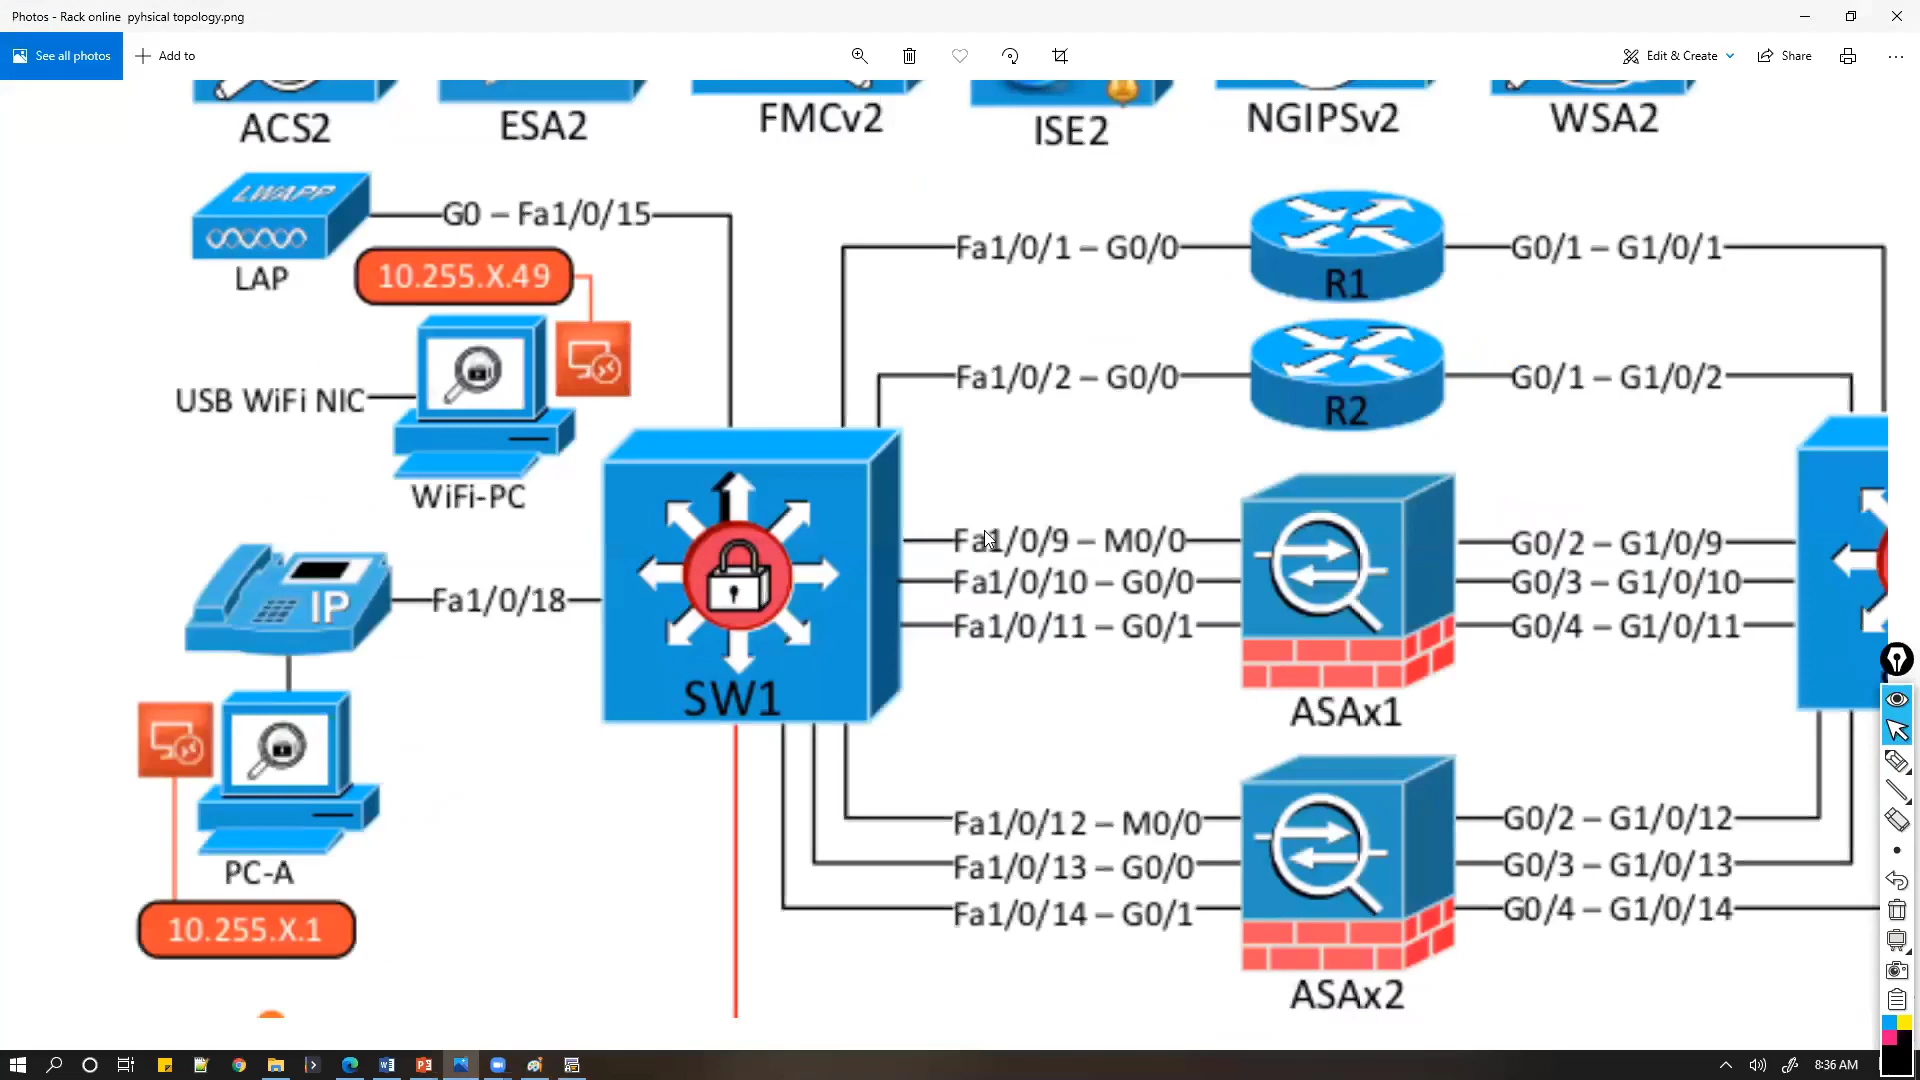 Photos - Rack online pyhsical topology.png
See all photos
Add to
Edit & Create
Share
ACS2
ESA2
FMCv2
ISE2
NGIPSv2
WSA2
LWAPP
G0 – Fa1/0/15
LAP
10.255.X.49
Fa1/0/1 – G0/0
R1
G0/1 – G1/0/1
USB WiFi NIC
WiFi-PC
Fa1/0/2 – G0/0
R2
G0/1 – G1/0/2
IP
Fa1/0/18
SW1
Fa1/0/9 – M0/0
Fa1/0/10 – G0/0
Fa1/0/11 – G0/1
ASAx1
G0/2 – G1/0/9
G0/3 – G1/0/10
G0/4 – G1/0/11
PC-A
10.255.X.1
Fa1/0/12 – M0/0
Fa1/0/13 – G0/0
Fa1/0/14 – G0/1
ASAx2
G0/2 – G1/0/12
G0/3 – G1/0/13
G0/4 – G1/0/14
8:36 AM